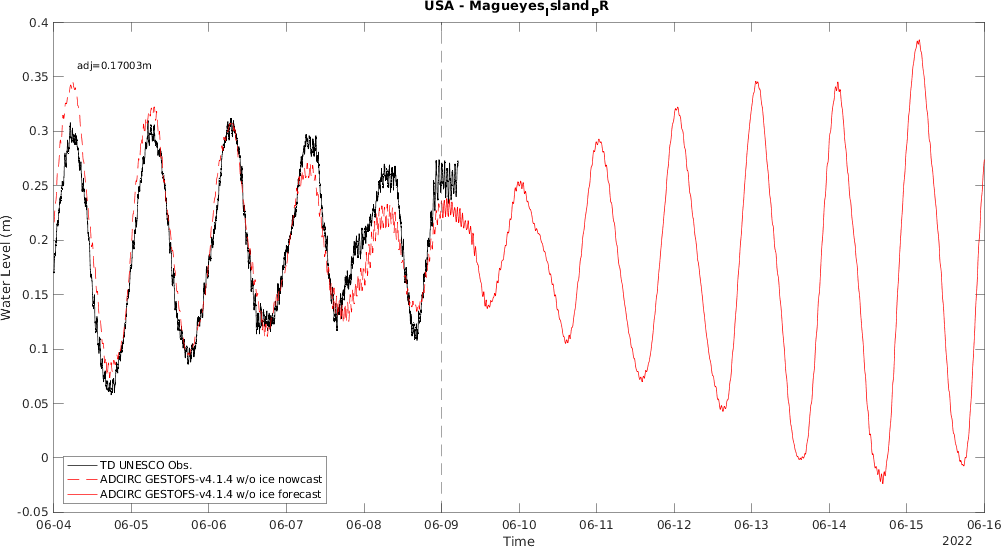 USA - Magueyes_Island_PR
0.4
0.35
0.3
0.25
0.2
0.15
0.1
0.05
0
-0.05
Water Level (m)
adj=0.17003m
TD UNESCO Obs.
ADCIRC GESTOFS-v4.1.4 w/o ice nowcast
ADCIRC GESTOFS-v4.1.4 w/o ice forecast
06-04 06-05 06-06 06-07 06-08 06-09 06-10 06-11 06-12 06-13 06-14 06-15 06-16
Time
2022